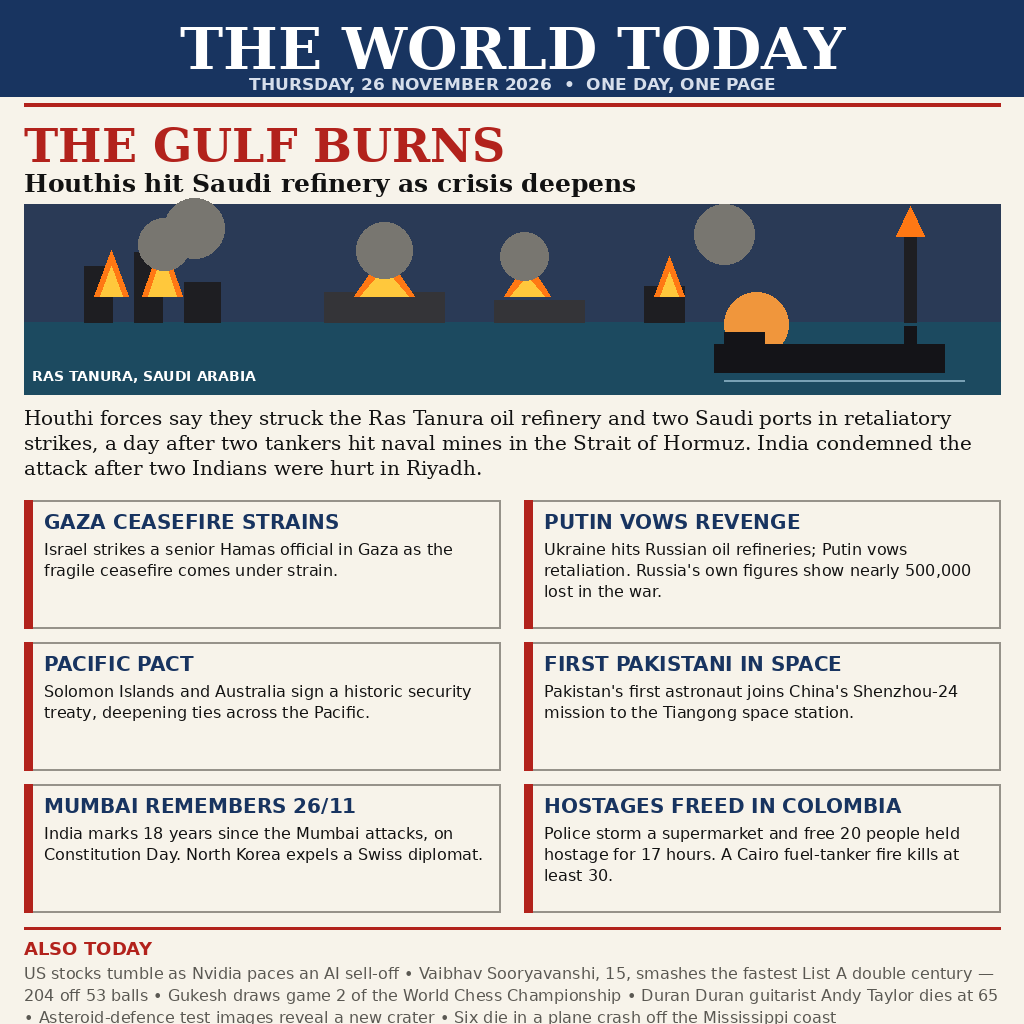 THE WORLD TODAY
THURSDAY, 26 NOVEMBER 2026 • ONE DAY, ONE PAGE
THE GULF BURNS
Houthis hit Saudi refinery as crisis deepens
RAS TANURA, SAUDI ARABIA
Houthi forces say they struck the Ras Tanura oil refinery and two Saudi ports in retaliatory
strikes, a day after two tankers hit naval mines in the Strait of Hormuz. India condemned the
attack after two Indians were hurt in Riyadh.
GAZA CEASEFIRE STRAINS
Israel strikes a senior Hamas official in Gaza as the
fragile ceasefire comes under strain.
PUTIN VOWS REVENGE
Ukraine hits Russian oil refineries; Putin vows
retaliation. Russia's own figures show nearly 500,000
lost in the war.
PACIFIC PACT
Solomon Islands and Australia sign a historic security
treaty, deepening ties across the Pacific.
FIRST PAKISTANI IN SPACE
Pakistan's first astronaut joins China's Shenzhou-24
mission to the Tiangong space station.
MUMBAI REMEMBERS 26/11
India marks 18 years since the Mumbai attacks, on
Constitution Day. North Korea expels a Swiss diplomat.
HOSTAGES FREED IN COLOMBIA
Police storm a supermarket and free 20 people held
hostage for 17 hours. A Cairo fuel-tanker fire kills at
least 30.
ALSO TODAY
US stocks tumble as Nvidia paces an AI sell-off • Vaibhav Sooryavanshi, 15, smashes the fastest List A double century —
204 off 53 balls • Gukesh draws game 2 of the World Chess Championship • Duran Duran guitarist Andy Taylor dies at 65
• Asteroid-defence test images reveal a new crater • Six die in a plane crash off the Mississippi coast